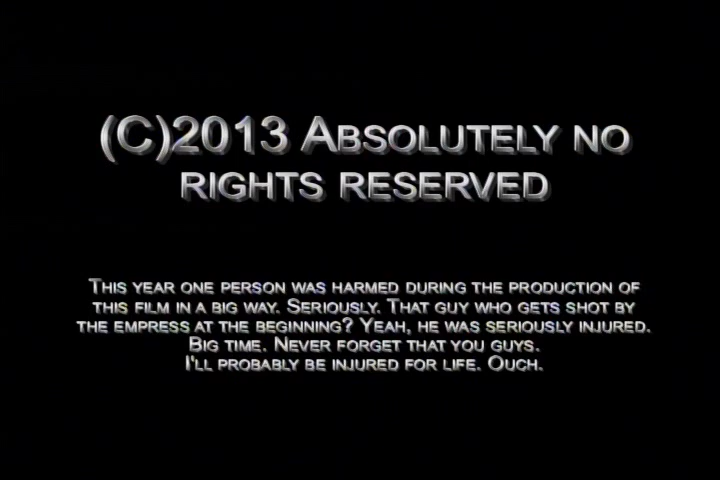 (C)2013 Absolutely no
rights reserved
This year one person was harmed during the production of
this film in a big way. Seriously. That guy who gets shot by
the empress at the beginning? Yeah, he was seriously injured.
Big time. Never forget that you guys.
I'll probably be injured for life. Ouch.